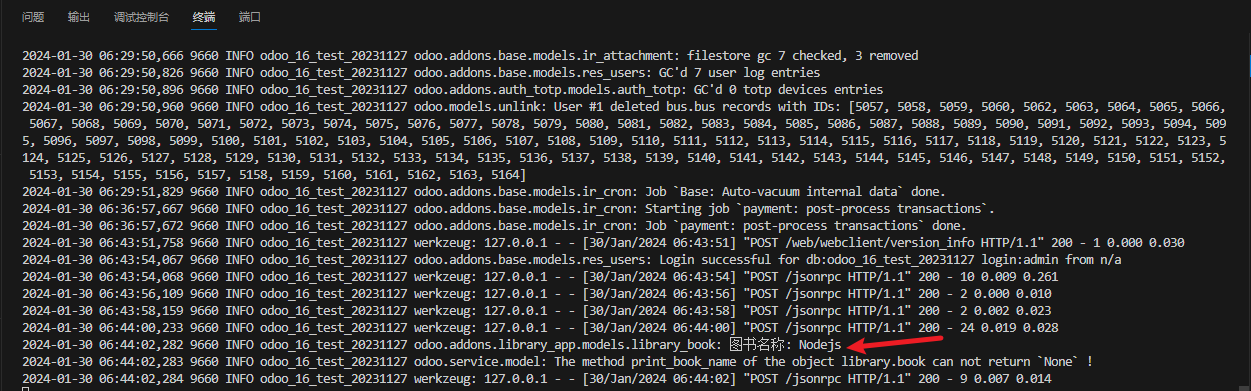 问题 输出 调试控制台 终端 端口
2024-01-30 06:29:50,666 9660 INFO odoo_16_test_20231127 odoo.addons.base.models.ir_attachment: filestore gc 7 checked, 3 removed
2024-01-30 06:29:50,826 9660 INFO odoo_16_test_20231127 odoo.addons.base.models.res_users: GC'd 7 user log entries
2024-01-30 06:29:50,896 9660 INFO odoo_16_test_20231127 odoo.addons.auth_totp.models.auth_totp: GC'd 0 totp devices entries
2024-01-30 06:29:50,960 9660 INFO odoo_16_test_20231127 odoo.models.unlink: User #1 deleted bus.bus records with IDs: [5057, 5058, 5059, 5060, 5062, 5063, 5064, 5065, 5066,
5067, 5068, 5069, 5070, 5071, 5072, 5073, 5074, 5075, 5076, 5077, 5078, 5079, 5080, 5081, 5082, 5083, 5084, 5085, 5086, 5087, 5088, 5089, 5090, 5091, 5092, 5093, 5094, 509
5, 5096, 5097, 5098, 5099, 5100, 5101, 5102, 5103, 5104, 5105, 5106, 5107, 5108, 5109, 5110, 5111, 5112, 5113, 5114, 5115, 5116, 5117, 5118, 5119, 5120, 5121, 5122, 5123, 5
124, 5125, 5126, 5127, 5128, 5129, 5130, 5131, 5132, 5133, 5134, 5135, 5136, 5137, 5138, 5139, 5140, 5141, 5142, 5143, 5144, 5145, 5146, 5147, 5148, 5149, 5150, 5151, 5152,
5153, 5154, 5155, 5156, 5157, 5158, 5159, 5160, 5161, 5162, 5163, 5164]
2024-01-30 06:29:51,829 9660 INFO odoo_16_test_20231127 odoo.addons.base.models.ir_cron: Job `Base: Auto-vacuum internal data` done.
2024-01-30 06:36:57,667 9660 INFO odoo_16_test_20231127 odoo.addons.base.models.ir_cron: Starting job `payment: post-process transactions`.
2024-01-30 06:36:57,672 9660 INFO odoo_16_test_20231127 odoo.addons.base.models.ir_cron: Job `payment: post-process transactions` done.
2024-01-30 06:43:51,758 9660 INFO odoo_16_test_20231127 werkzeug: 127.0.0.1 - - [30/Jan/2024 06:43:51] "POST /web/webclient/version_info HTTP/1.1" 200 - 1 0.000 0.030
2024-01-30 06:43:54,067 9660 INFO odoo_16_test_20231127 odoo.addons.base.models.res_users: Login successful for db:odoo_16_test_20231127 login:admin from n/a
2024-01-30 06:43:54,068 9660 INFO odoo_16_test_20231127 werkzeug: 127.0.0.1 - - [30/Jan/2024 06:43:54] "POST /jsonrpc HTTP/1.1" 200 - 10 0.009 0.261
2024-01-30 06:43:56,109 9660 INFO odoo_16_test_20231127 werkzeug: 127.0.0.1 - - [30/Jan/2024 06:43:56] "POST /jsonrpc HTTP/1.1" 200 - 2 0.000 0.010
2024-01-30 06:43:58,159 9660 INFO odoo_16_test_20231127 werkzeug: 127.0.0.1 - - [30/Jan/2024 06:43:58] "POST /jsonrpc HTTP/1.1" 200 - 2 0.002 0.023
2024-01-30 06:44:00,233 9660 INFO odoo_16_test_20231127 werkzeug: 127.0.0.1 - - [30/Jan/2024 06:44:00] "POST /jsonrpc HTTP/1.1" 200 - 24 0.019 0.028
2024-01-30 06:44:02,282 9660 INFO odoo_16_test_20231127 odoo.addons.library_app.models.library_book: 图书名称: Nodejs
2024-01-30 06:44:02,283 9660 INFO odoo_16_test_20231127 odoo.service.model: The method print_book_name of the object library.book can not return `None` !
2024-01-30 06:44:02,284 9660 INFO odoo_16_test_20231127 werkzeug: 127.0.0.1 - - [30/Jan/2024 06:44:02] "POST /jsonrpc HTTP/1.1" 200 - 9 0.007 0.014